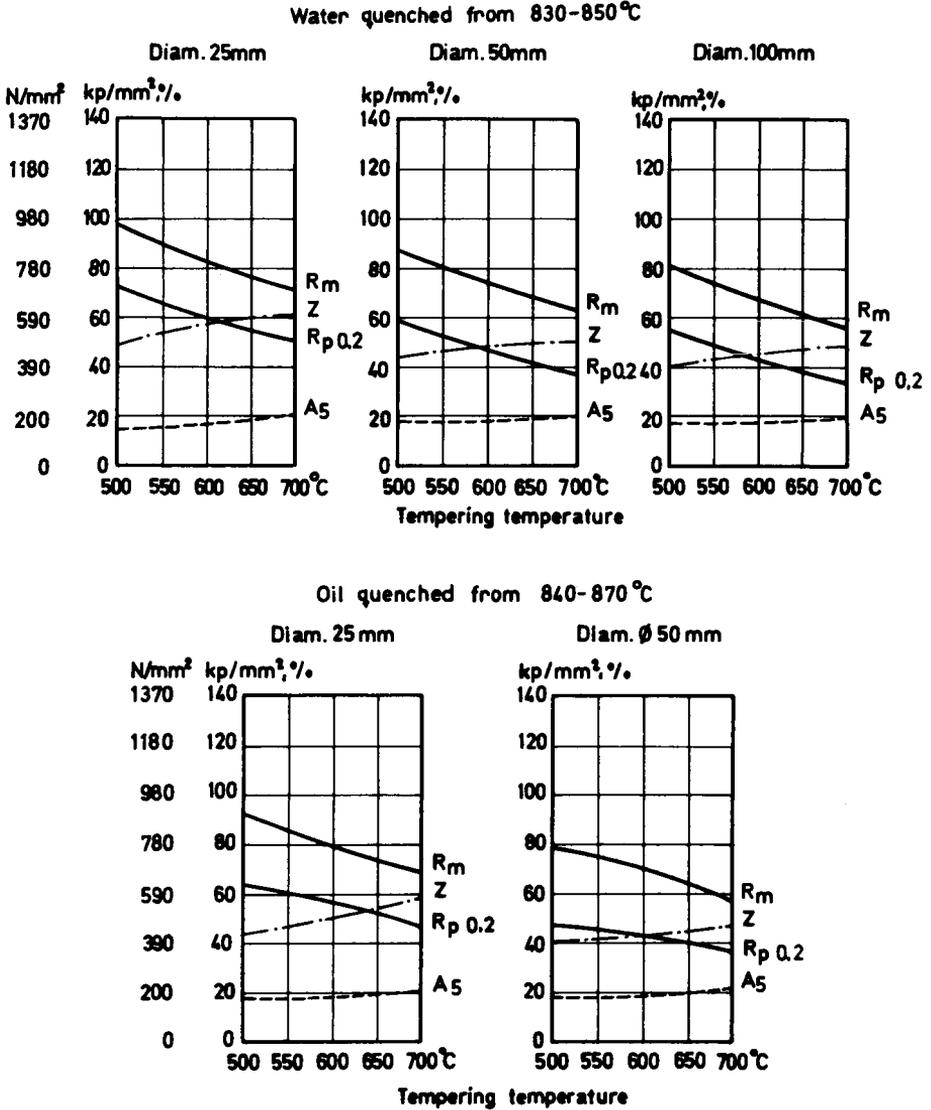 Water quenched from 830-850°C
Diam. 25mm Diam. 50mm Diam. 100mm
N/mm² kp/mm²,% kp/mm²,% kp/mm²,%
1370 140 140 140
1180 120 120 120
980 100 100 100
780 80 80 80
Rm Rm Rm
590 60 Z 60 Z 60 Z
Rp 0.2 Rp 0.2 Rp 0,2
390 40 40 40
200 20 A5 20 A5 20 A5
0 0 0 0
500 550 600 650 700°C 500 550 600 650 700°C 500 550 600 650 700°C
Tempering temperature
Oil quenched from 840-870°C
Diam. 25 mm Diam. Ø 50 mm
N/mm² kp/mm²,% kp/mm²,%
1370 140 140
1180 120 120
980 100 100
780 80 80
Rm Rm
590 60 Z 60 Z
Rp 0.2 Rp 0.2
390 40 40
200 20 A5 20 A5
0 0 0
500 550 600 650 700°C 500 550 600 650 700°C
Tempering temperature